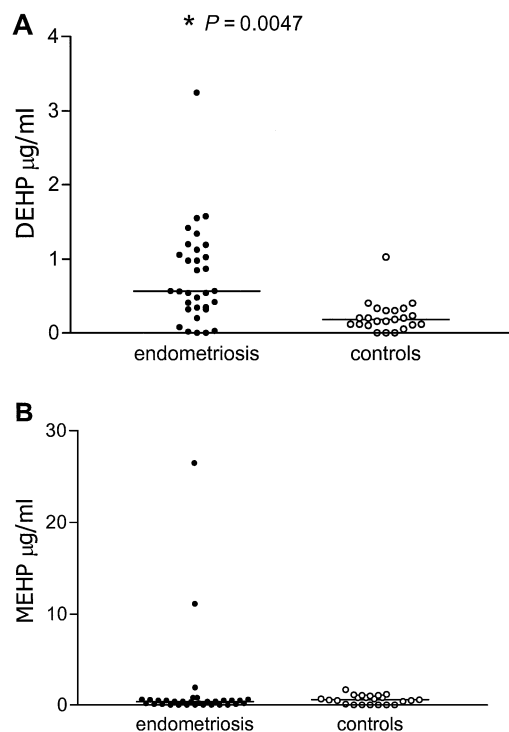 A
* P = 0.0047
4
3
2
1
0
DEHP μg/ml
endometriosis controls
B
30
20
10
0
MEHP μg/ml
endometriosis controls